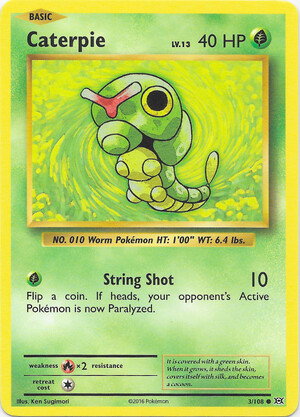 BASIC
Caterpie LV.13 40 HP
NO. 010 Worm Pokémon HT: 1'00" WT: 6.4 lbs.
String Shot 10
Flip a coin. If heads, your opponent's Active
Pokémon is now Paralyzed.
weakness ×2 resistance
retreat
cost
It is covered with a green skin.
When it grows, it sheds the skin,
covers itself with silk, and becomes
a cocoon.
Illus. Ken Sugimori ©2016 Pokémon 3/108